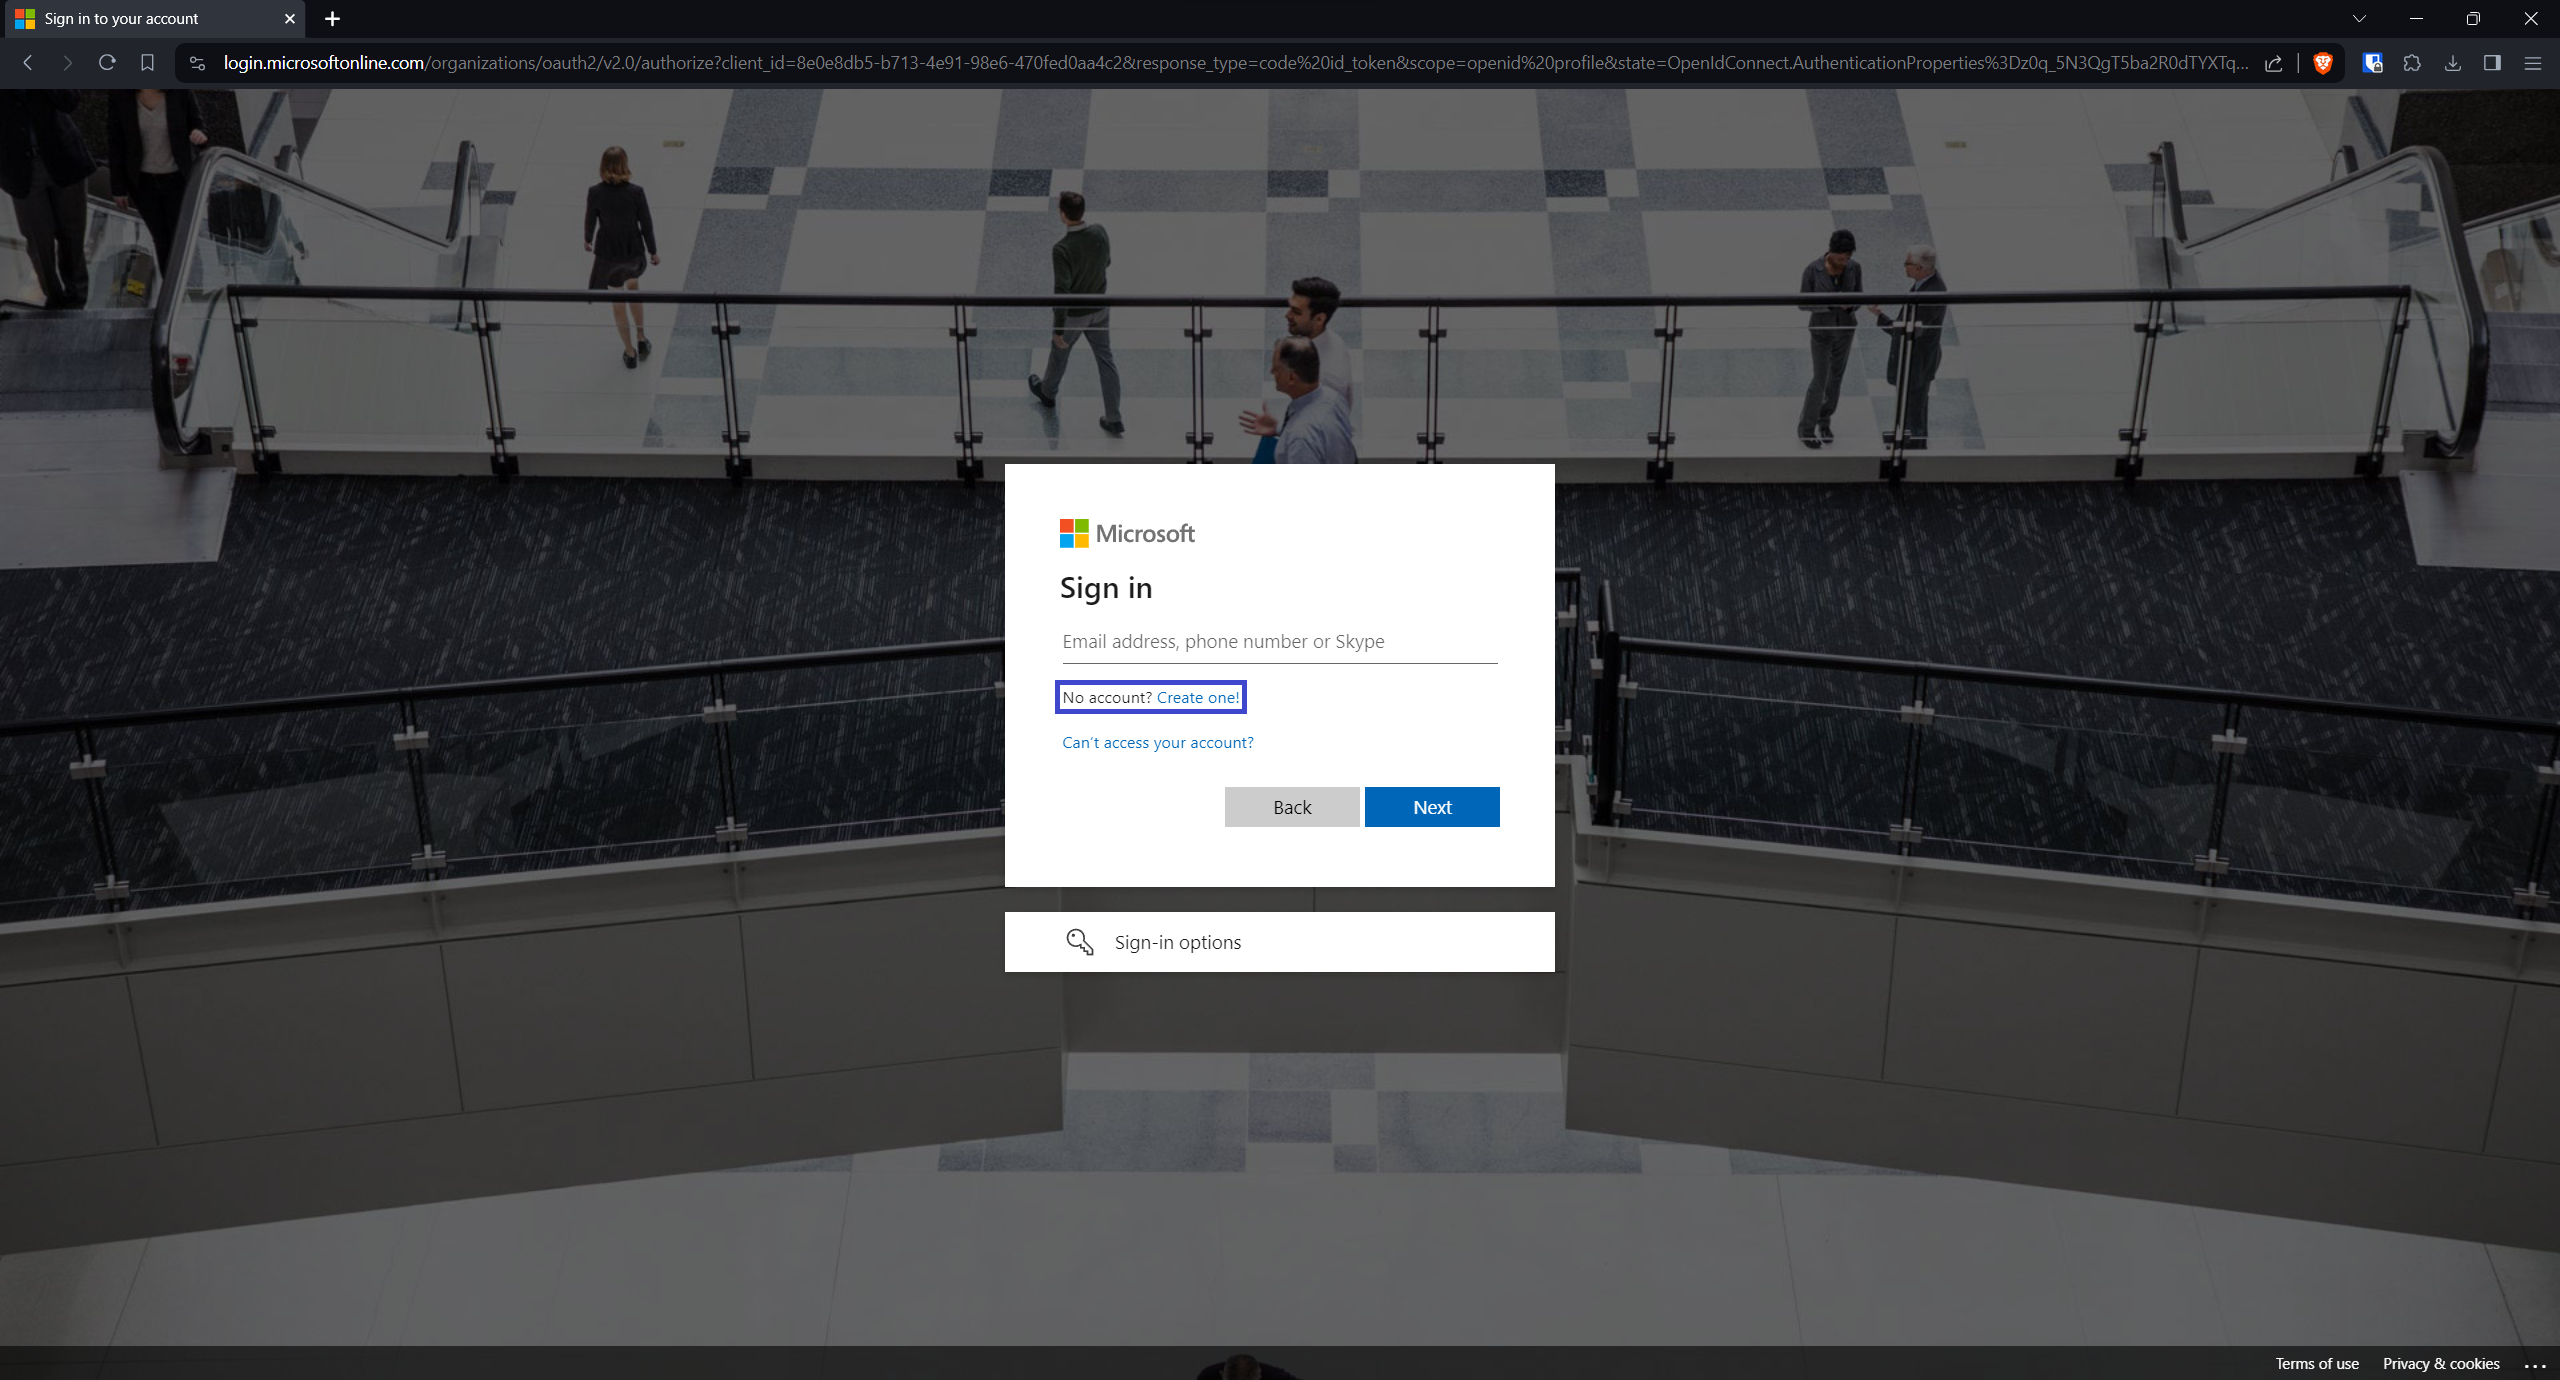 Sign in to your account
login.microsoftonline.com/organizations/oauth2/v2.0/authorize?client_id=8e0e8db5-b713-4e91-98e6-470fed0aa4c2&response_type=code%20id_token&scope=openid%20profile&state=OpenIdConnect.AuthenticationProperties%3Dz0q_5N3QgT5ba2R0dTYXTq...
Microsoft
Sign in
Email address, phone number or Skype
No account? Create one!
Can't access your account?
Back
Next
Sign-in options
Terms of use
Privacy & cookies
...